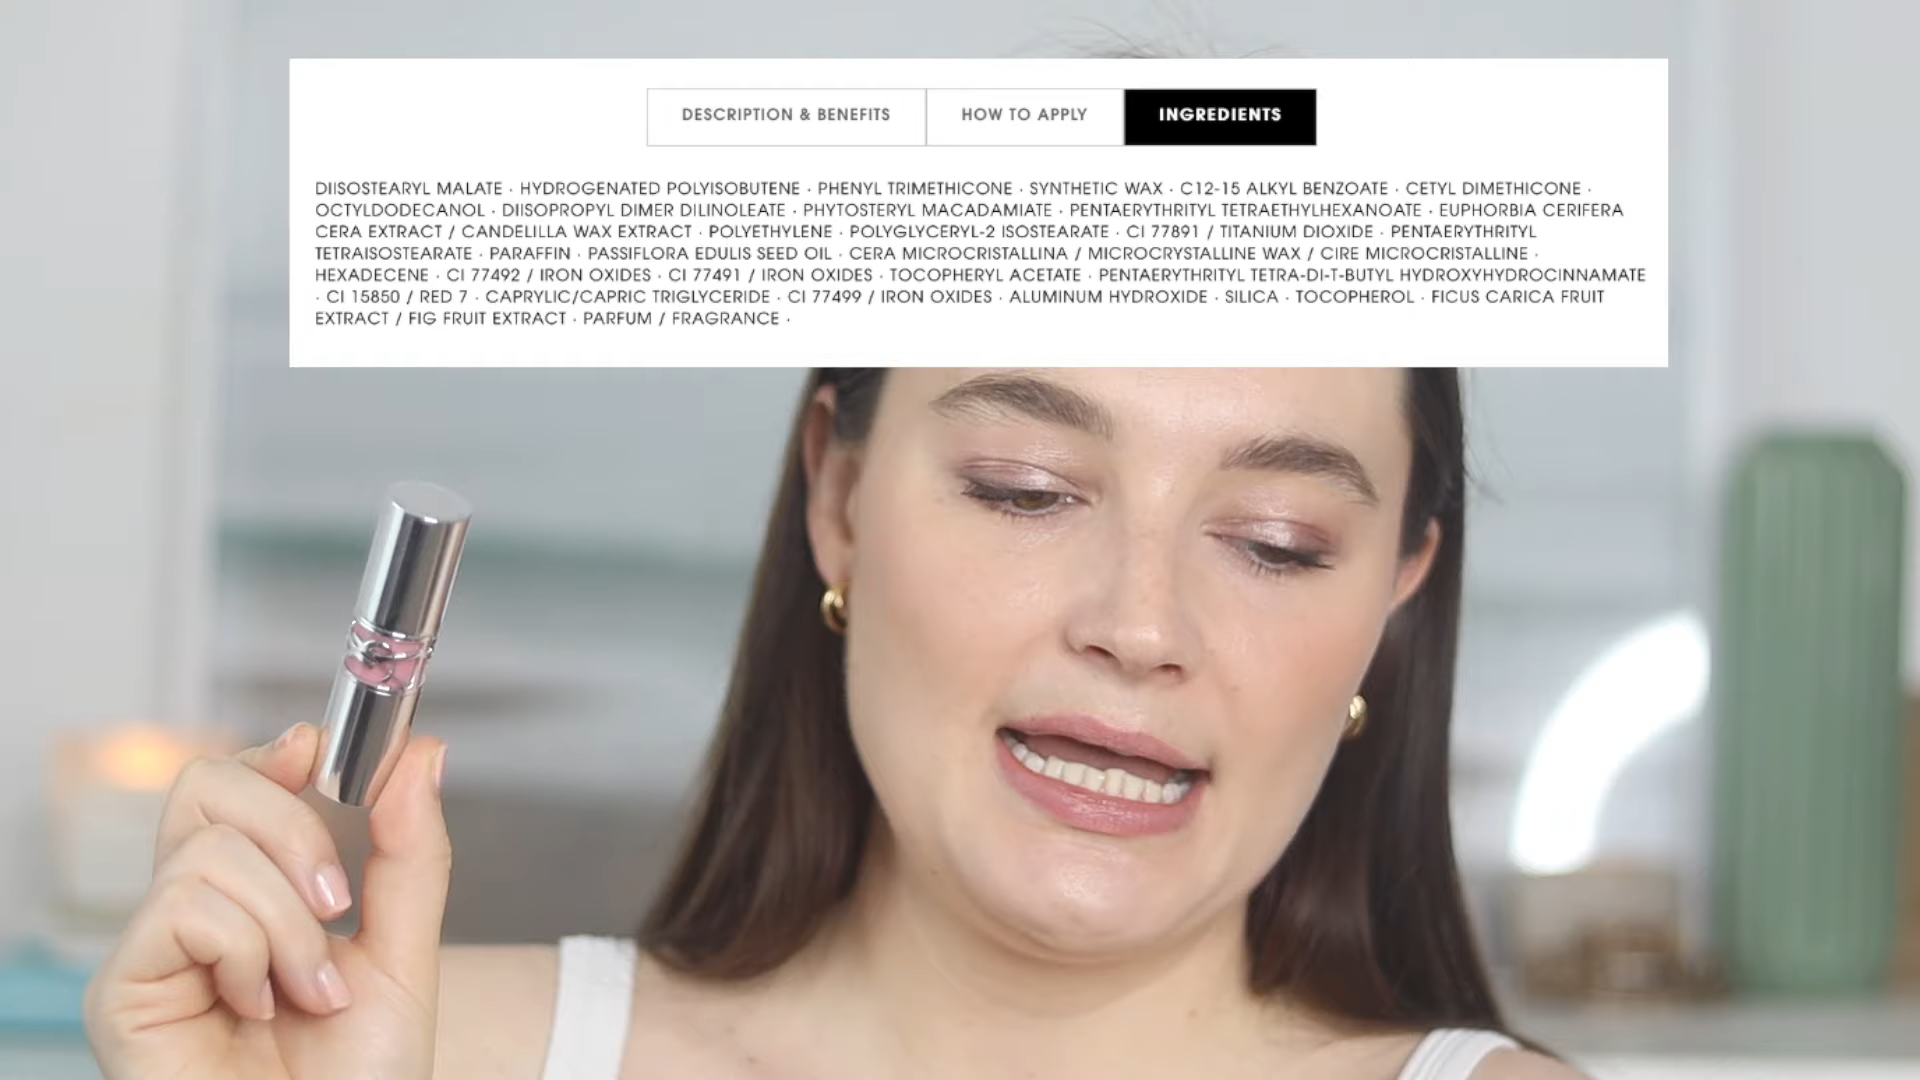 DESCRIPTION & BENEFITS HOW TO APPLY INGREDIENTS
DIISOSTEARYL MALATE · HYDROGENATED POLYISOBUTENE · PHENYL TRIMETHICONE · SYNTHETIC WAX · C12-15 ALKYL BENZOATE · CETYL DIMETHICONE ·
OCTYLDODECANOL · DIISOPROPYL DIMER DILINOLEATE · PHYTOSTERYL MACADAMIATE · PENTAERYTHRITYL TETRAETHYLHEXANOATE · EUPHORBIA CERIFERA
CERA EXTRACT / CANDELILLA WAX EXTRACT · POLYETHYLENE · POLYGLYCERYL-2 ISOSTEARATE · CI 77891 / TITANIUM DIOXIDE · PENTAERYTHRITYL
TETRAISOSTEARATE · PARAFFIN · PASSIFLORA EDULIS SEED OIL · CERA MICROCRISTALLINA / MICROCRYSTALLINE WAX / CIRE MICROCRISTALLINE ·
HEXADECENE · CI 77492 / IRON OXIDES · CI 77491 / IRON OXIDES · TOCOPHERYL ACETATE · PENTAERYTHRITYL TETRA-DI-T-BUTYL HYDROXYHYDROCINNAMATE
· CI 15850 / RED 7 · CAPRYLIC/CAPRIC TRIGLYCERIDE · CI 77499 / IRON OXIDES · ALUMINUM HYDROXIDE · SILICA · TOCOPHEROL · FICUS CARICA FRUIT
EXTRACT / FIG FRUIT EXTRACT · PARFUM / FRAGRANCE ·